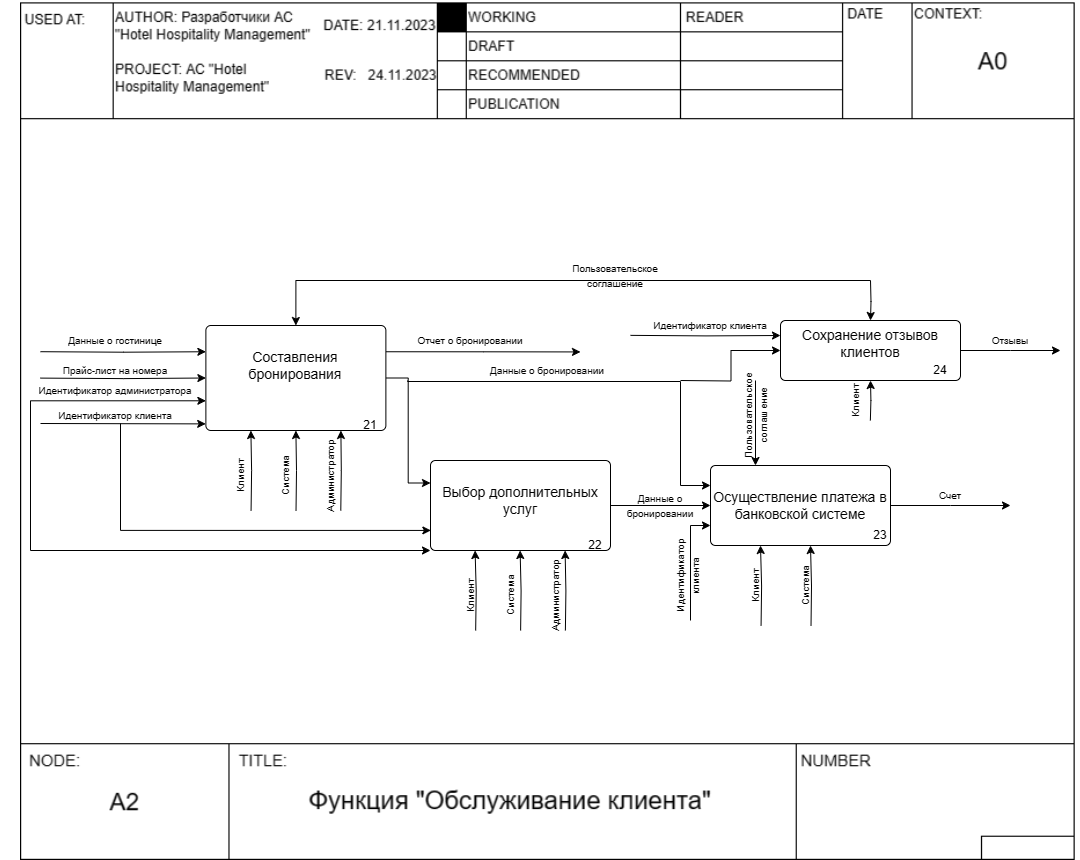 USED AT:
AUTHOR: Разработчики АС
"Hotel Hospitality Management"
DATE: 21.11.2023
PROJECT: АС "Hotel
Hospitality Management"
REV: 24.11.2023
WORKING
DRAFT
RECOMMENDED
PUBLICATION
READER
DATE
CONTEXT:
A0
Пользовательское
соглашение
Данные о гостинице
Прайс-лист на номера
Идентификатор администратора
Идентификатор клиента
Составления
бронирования
21
Отчет о бронировании
Данные о бронировании
Идентификатор клиента
Сохранение отзывов
клиентов
24
Отзывы
Клиент
Клиент
Система
Администратор
Пользовательское
соглаш ение
Выбор дополнительных
услуг
22
Данные о
бронировании
Осуществление платежа в
банковской системе
23
Счет
Клиент
Система
Администратор
Идентификатор
клиента
Клиент
Система
NODE:
A2
TITLE:
Функция "Обслуживание клиента"
NUMBER